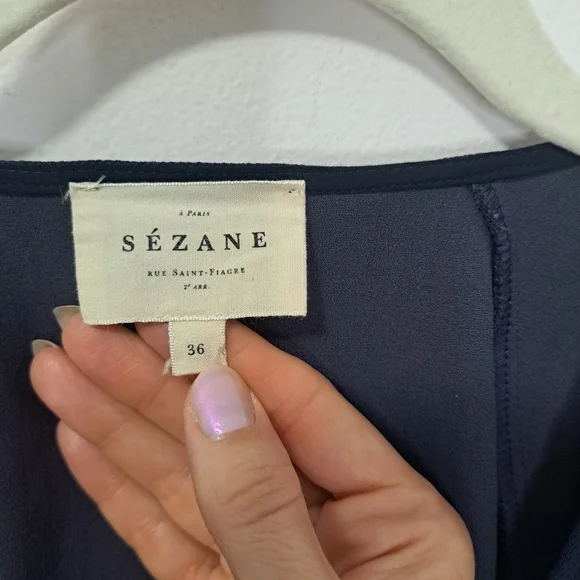 À Paris
SÉZANE
Rue Saint-Fiacre
2e Arr.
36